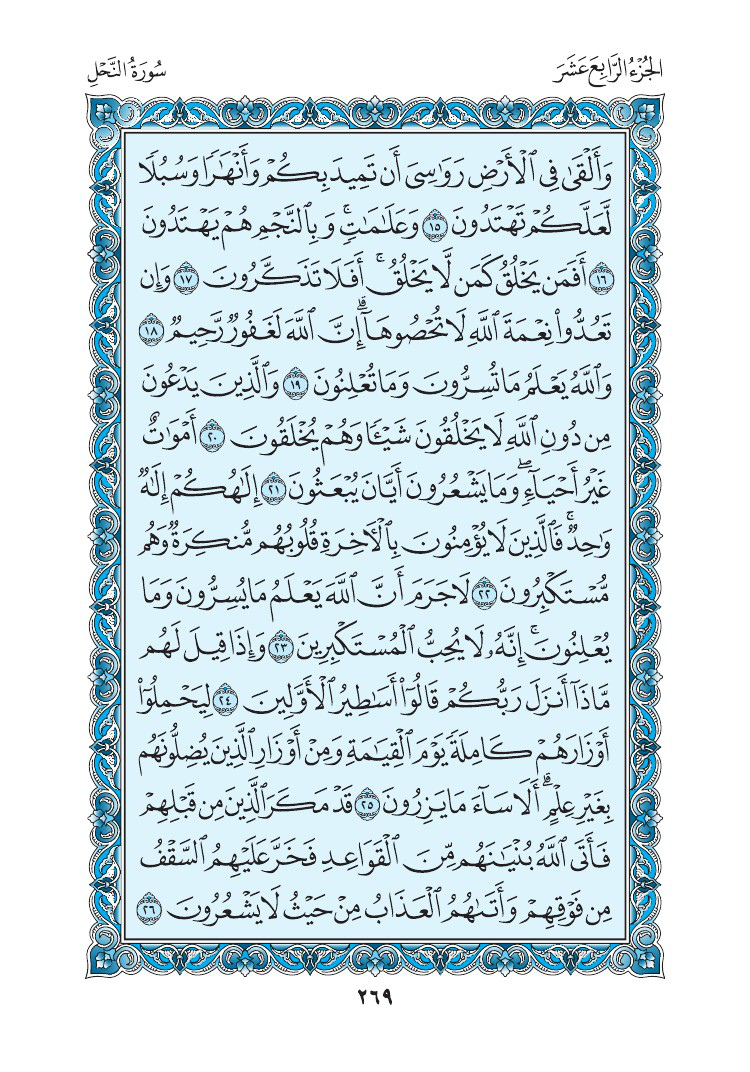 الجُزْءُ الرَّابِعَ عَشَرَ
سُورَةُ النَّحْلِ
وَأَلْقَىٰ فِي ٱلْأَرْضِ رَوَٰسِىَ أَن تَمِيدَ بِكُمْ وَأَنْهَٰرًا وَسُبُلًا
لَّعَلَّكُمْ تَهْتَدُونَ ١٥ وَعَلَٰمَٰتٍ ۚ وَبِٱلنَّجْمِ هُمْ يَهْتَدُونَ
١٦ أَفَمَن يَخْلُقُ كَمَن لَّا يَخْلُقُ ۗ أَفَلَا تَذَكَّرُونَ ١٧ وَإِن
تَعُدُّوا۟ نِعْمَةَ ٱللَّهِ لَا تُحْصُوهَآ ۗ إِنَّ ٱللَّهَ لَغَفُورٌ رَّحِيمٌ ١٨
وَٱللَّهُ يَعْلَمُ مَا تُسِرُّونَ وَمَا تُعْلِنُونَ ١٩ وَٱلَّذِينَ يَدْعُونَ
مِن دُونِ ٱللَّهِ لَا يَخْلُقُونَ شَيْـًٔا وَهُمْ يُخْلَقُونَ ٢٠ أَمْوَٰتٌ
غَيْرُ أَحْيَآءٍ ۖ وَمَا يَشْعُرُونَ أَيَّانَ يُبْعَثُونَ ٢١ إِلَٰهُكُمْ إِلَٰهٌ
وَٰحِدٌ ۚ فَٱلَّذِينَ لَا يُؤْمِنُونَ بِٱلْـَٔاخِرَةِ قُلُوبُهُم مُّنكِرَةٌ وَهُم
مُّسْتَكْبِرُونَ ٢٢ لَا جَرَمَ أَنَّ ٱللَّهَ يَعْلَمُ مَا يُسِرُّونَ وَمَا
يُعْلِنُونَ ۚ إِنَّهُۥ لَا يُحِبُّ ٱلْمُسْتَكْبِرِينَ ٢٣ وَإِذَا قِيلَ لَهُم
مَّاذَآ أَنزَلَ رَبُّكُمْ قَالُوٓا۟ أَسَٰطِيرُ ٱلْأَوَّلِينَ ٢٤ لِيَحْمِلُوٓا۟
أَوْزَارَهُمْ كَامِلَةً يَوْمَ ٱلْقِيَٰمَةِ وَمِنْ أَوْزَارِ ٱلَّذِينَ يُضِلُّونَهُم
بِغَيْرِ عِلْمٍ ۗ أَلَا سَآءَ مَا يَزِرُونَ ٢٥ قَدْ مَكَرَ ٱلَّذِينَ مِن قَبْلِهِمْ
فَأَتَى ٱللَّهُ بُنْيَٰنَهُم مِّنَ ٱلْقَوَاعِدِ فَخَرَّ عَلَيْهِمُ ٱلسَّقْفُ
مِن فَوْقِهِمْ وَأَتَىٰهُمُ ٱلْعَذَابُ مِنْ حَيْثُ لَا يَشْعُرُونَ ٢٦
٢٦٩